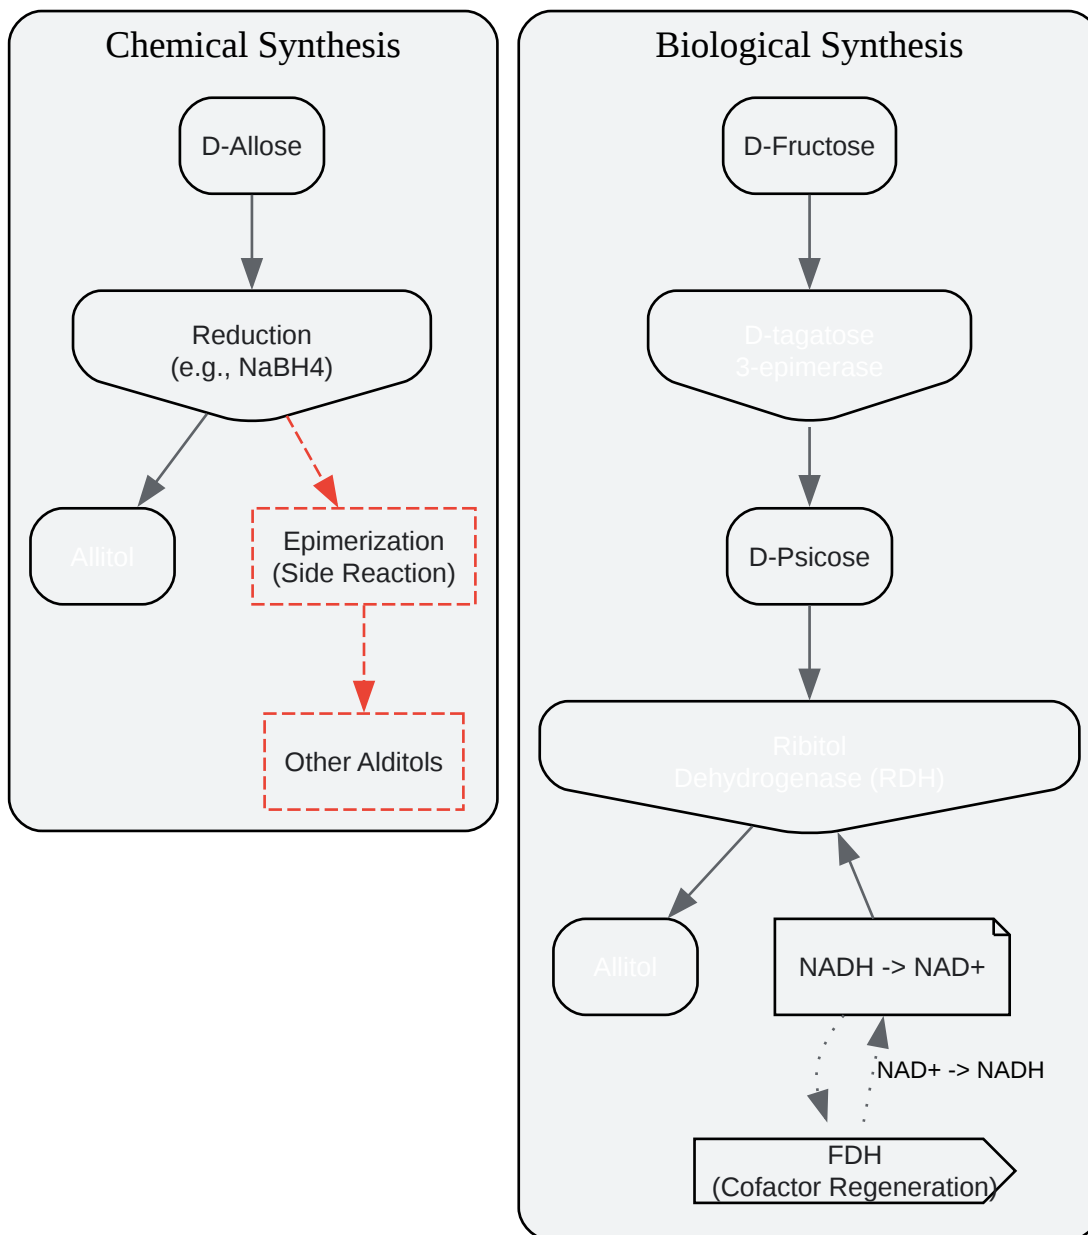 Chemical Synthesis
D-Allose
Reduction
(e.g., NaBH4)
Allitol
Epimerization
(Side Reaction)
Other Alditols
Biological Synthesis
D-Fructose
D-tagatose
3-epimerase
D-Psicose
Ribitol
Dehydrogenase (RDH)
Allitol
NADH -> NAD+
NAD+ -> NADH
FDH
(Cofactor Regeneration)